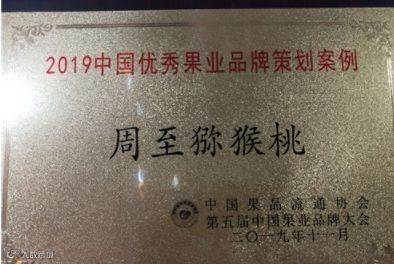 2019中国优秀果业品牌策划案例
周至猕猴桃
中国果品流通协会
第五届中国果业品牌大会
二〇一九年十一月